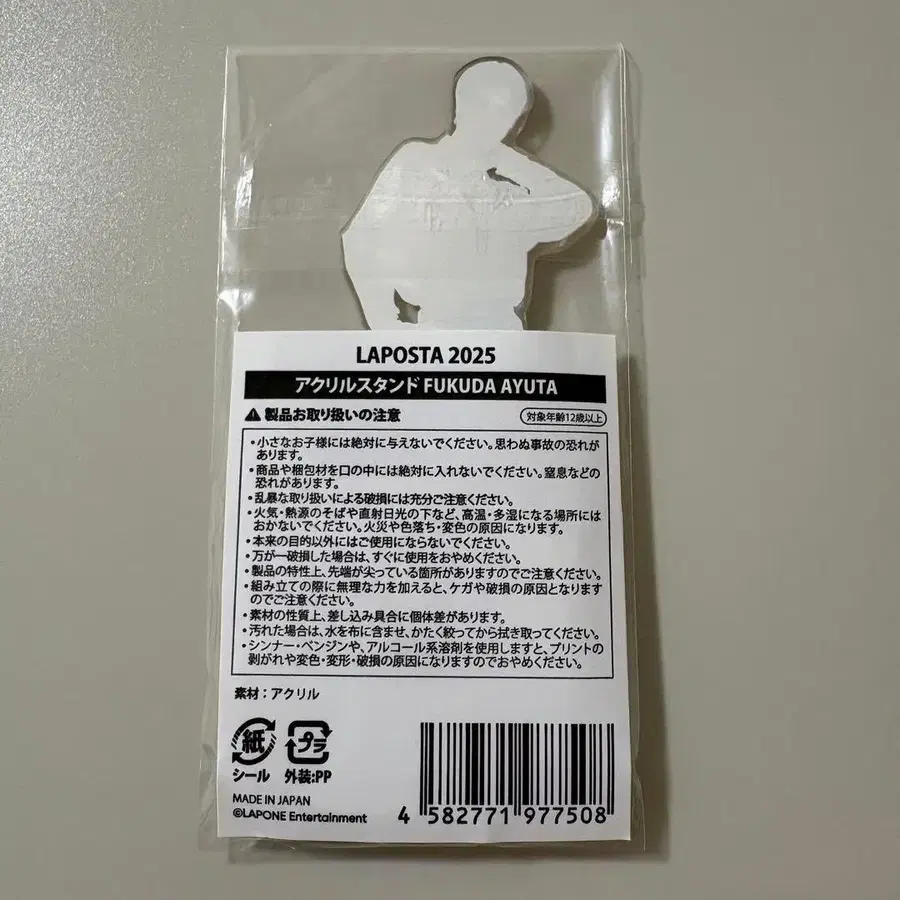 LAPOSTA 2025
アクリルスタンド FUKUDA AYUTA
製品お取り扱いの注意
対象年齢12歳以上
・小さなお子様には絶対に与えないでください。思わぬ事故の恐れが
あります。
・商品や梱包材を口の中には絶対に入れないでください。窒息などの
恐れがあります。
・乱暴な取り扱いによる破損には充分ご注意ください。
・火気・熱源のそばや直射日光の下など、高温・多湿になる場所には
おかないでください。火災や色落ち・変色の原因になります。
・本来の目的以外にはご使用にならないでください。
・万が一破損した場合は、すぐに使用をおやめください。
・製品の特性上、先端が尖っている箇所がありますのでご注意ください。
・組み立ての際に無理な力を加えると、ケガや破損の原因となります
のでご注意ください。
・素材の性質上、差し込み具合に個体差があります。
・汚れた場合は、水を布に含ませ、かたく絞ってから拭き取ってください。
・シンナー・ベンジンや、アルコール系溶剤を使用しますと、プリントの
剥がれや変色・変形・破損の原因になりますのでおやめください。
素材：アクリル
紙
プラ
シール
外装:PP
MADE IN JAPAN
©LAPONE Entertainment
4 582771 977508